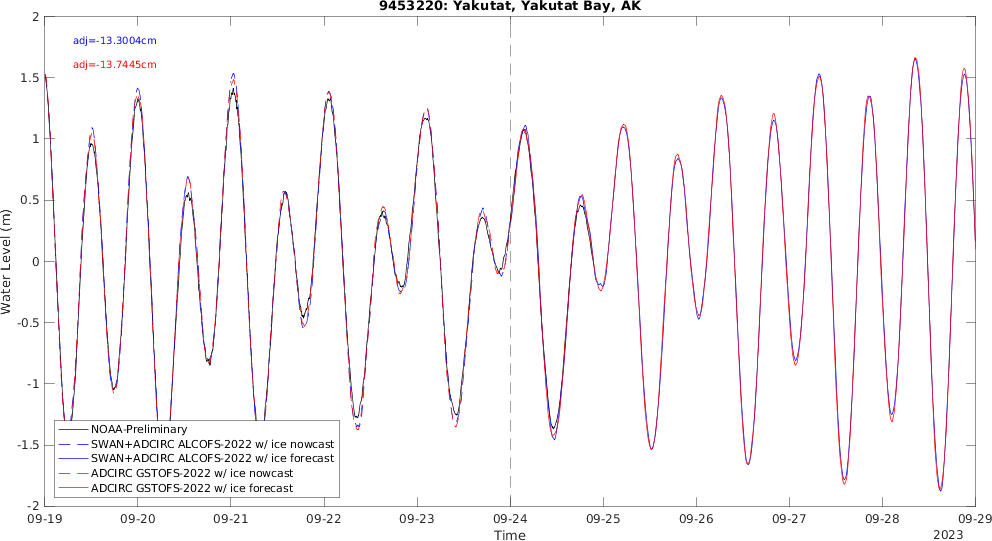 9453220: Yakutat, Yakutat Bay, AK
adj=-13.3004cm
adj=-13.7445cm
Water Level (m)
2
1.5
1
0.5
0
-0.5
-1
-1.5
-2
NOAA-Preliminary
SWAN+ADCIRC ALCOFS-2022 w/ ice nowcast
SWAN+ADCIRC ALCOFS-2022 w/ ice forecast
ADCIRC GSTOFS-2022 w/ ice nowcast
ADCIRC GSTOFS-2022 w/ ice forecast
09-19 09-20 09-21 09-22 09-23 09-24 09-25 09-26 09-27 09-28 09-29
Time
2023